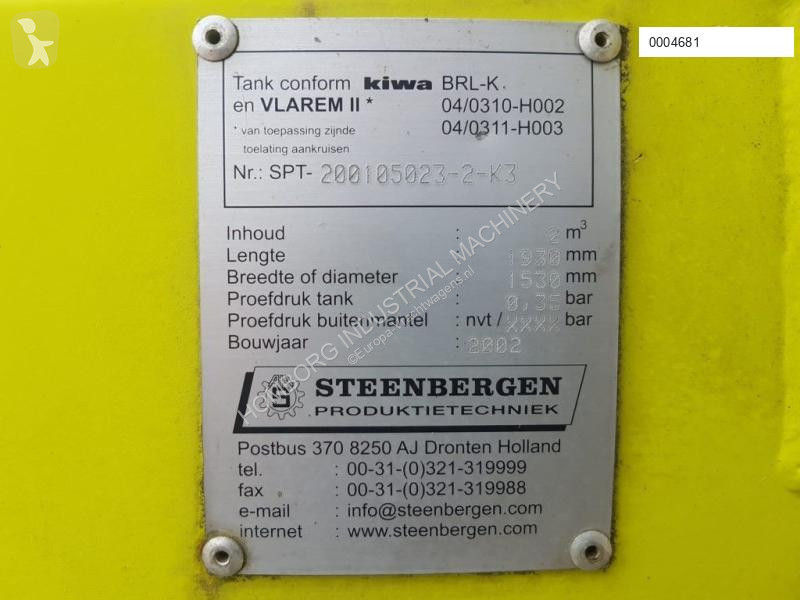 0004681
Tank conform kiwa BRL-K
en VLAREM II * 04/0310-H002
* van toepassing zijnde 04/0311-H003
toelating aankruisen
Nr.: SPT- 200105023-2-K3
Inhoud : 2 m³
Lengte : 1930 mm
Breedte of diameter : 1530 mm
Proefdruk tank : 0,35 bar
Proefdruk buitenmantel : nvt / XXXX bar
Bouwjaar : 2002
STEENBERGEN
PRODUKTIETECHNIEK
Postbus 370 8250 AJ Dronten Holland
tel. : 00-31-(0)321-319999
fax : 00-31-(0)321-319988
e-mail : info@steenbergen.com
internet : www.steenbergen.com
INDUSTRIAL MACHINERY